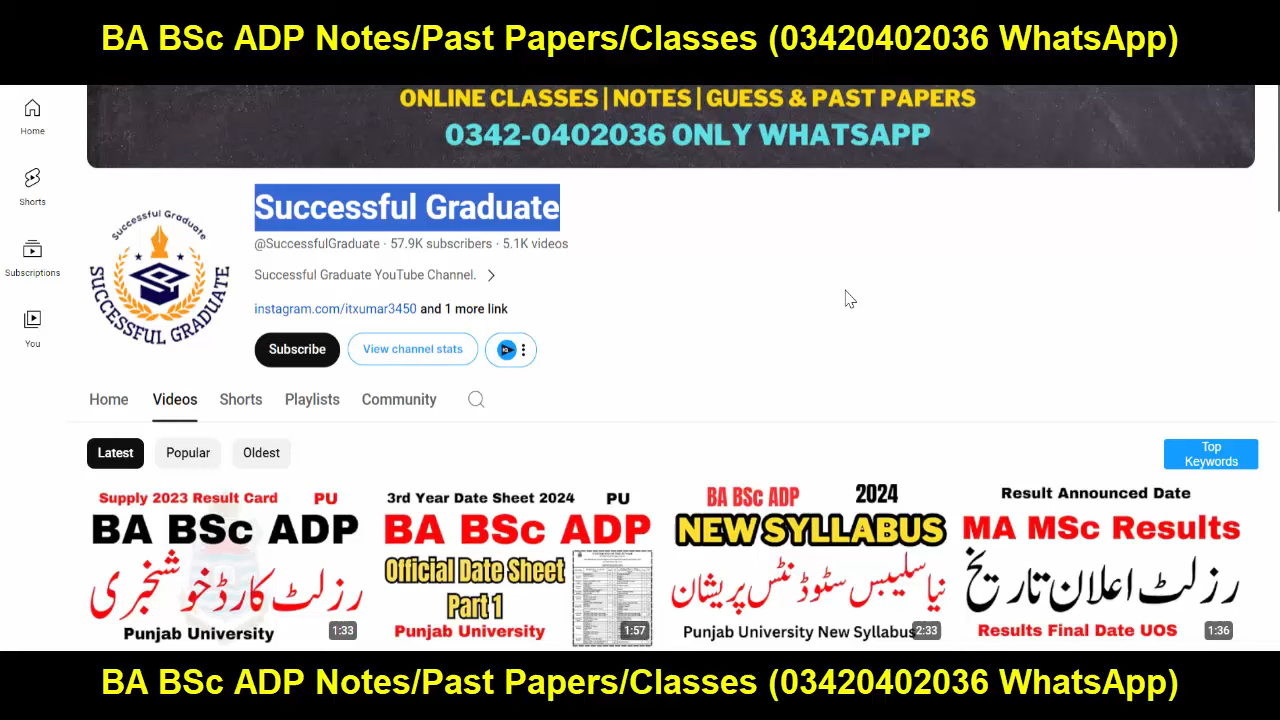 BA BSc ADP Notes/Past Papers/Classes (03420402036 WhatsApp)
ONLINE CLASSES | NOTES | GUESS & PAST PAPERS
0342-0402036 ONLY WHATSAPP
Home
Shorts
Subscriptions
You
Successful Graduate
SUCCESSFUL GRADUATE
Successful Graduate
@SuccessfulGraduate · 57.9K subscribers · 5.1K videos
Successful Graduate YouTube Channel.
instagram.com/itxumar3450 and 1 more link
Subscribe
View channel stats
Home Videos Shorts Playlists Community
Latest Popular Oldest
Top
Keywords
Supply 2023 Result Card PU
BA BSc ADP
رزلٹ کارڈ خوشخبری
Punjab University
1:33
3rd Year Date Sheet 2024 PU
BA BSc ADP
Official Date Sheet
Part 1
Punjab University
1:57
BA BSc ADP 2024
NEW SYLLABUS
نیا سلیبس سٹوڈنٹس پریشان
Punjab University New Syllabus
2:33
Result Announced Date
MA MSc Results
رزلٹ اعلان تاریخ
Results Final Date UOS
1:36
BA BSc ADP Notes/Past Papers/Classes (03420402036 WhatsApp)